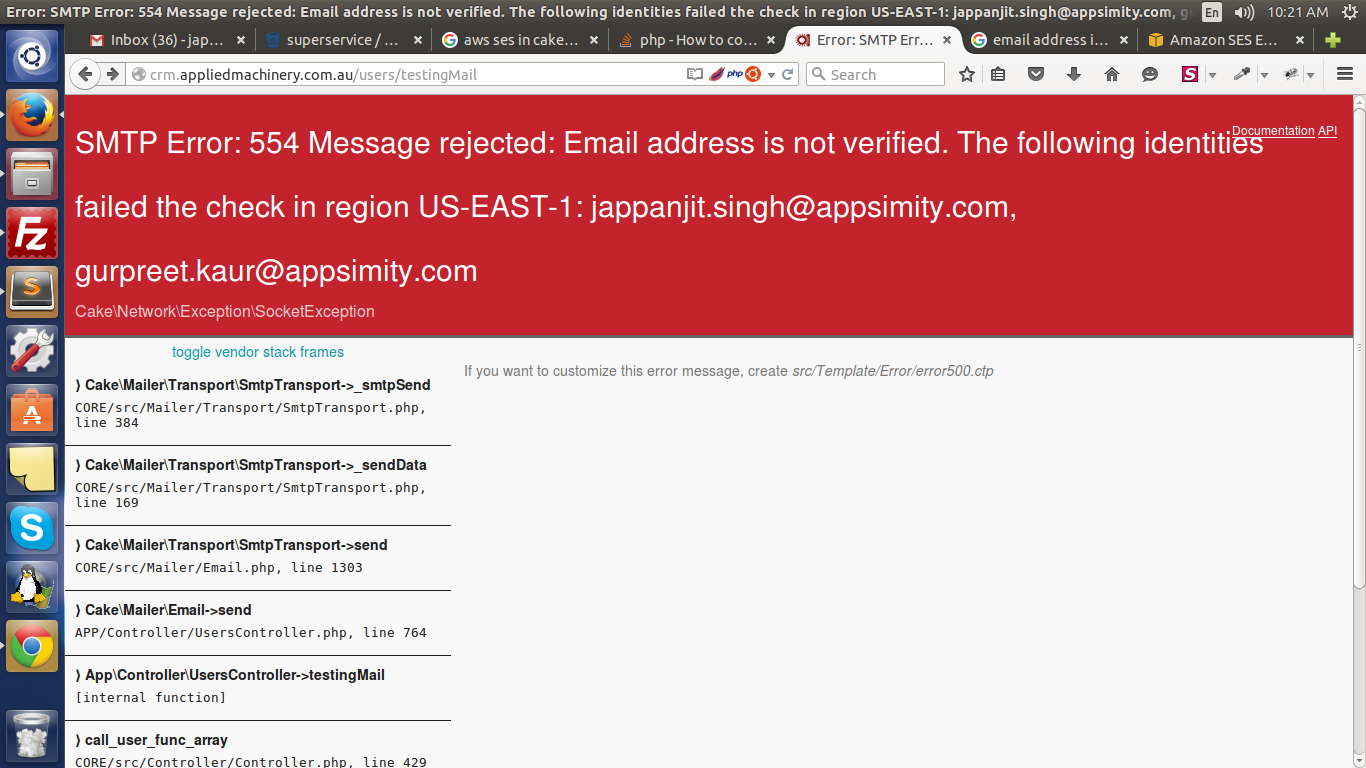 Error: SMTP Error: 554 Message rejected: Email address is not verified. The following identities failed the check in region US-EAST-1: jappanjit.singh@appsimity.com,
En
10:21 AM
Inbox (36) - jap...
superservice / ...
aws ses in cake...
php - How to co...
Error: SMTP Err...
email address i...
Amazon SES E...
crm.appliedmachinery.com.au/users/testingMail
php
Search
S
Documentation API
SMTP Error: 554 Message rejected: Email address is not verified. The following identities
failed the check in region US-EAST-1: jappanjit.singh@appsimity.com,
gurpreet.kaur@appsimity.com
Cake\Network\Exception\SocketException
toggle vendor stack frames
If you want to customize this error message, create src/Template/Error/error500.ctp
⟩ Cake\Mailer\Transport\SmtpTransport->_smtpSend
CORE/src/Mailer/Transport/SmtpTransport.php,
line 384
⟩ Cake\Mailer\Transport\SmtpTransport->_sendData
CORE/src/Mailer/Transport/SmtpTransport.php,
line 169
⟩ Cake\Mailer\Transport\SmtpTransport->send
CORE/src/Mailer/Email.php, line 1303
⟩ Cake\Mailer\Email->send
APP/Controller/UsersController.php, line 764
⟩ App\Controller\UsersController->testingMail
[internal function]
⟩ call_user_func_array
CORE/src/Controller/Controller.php, line 429